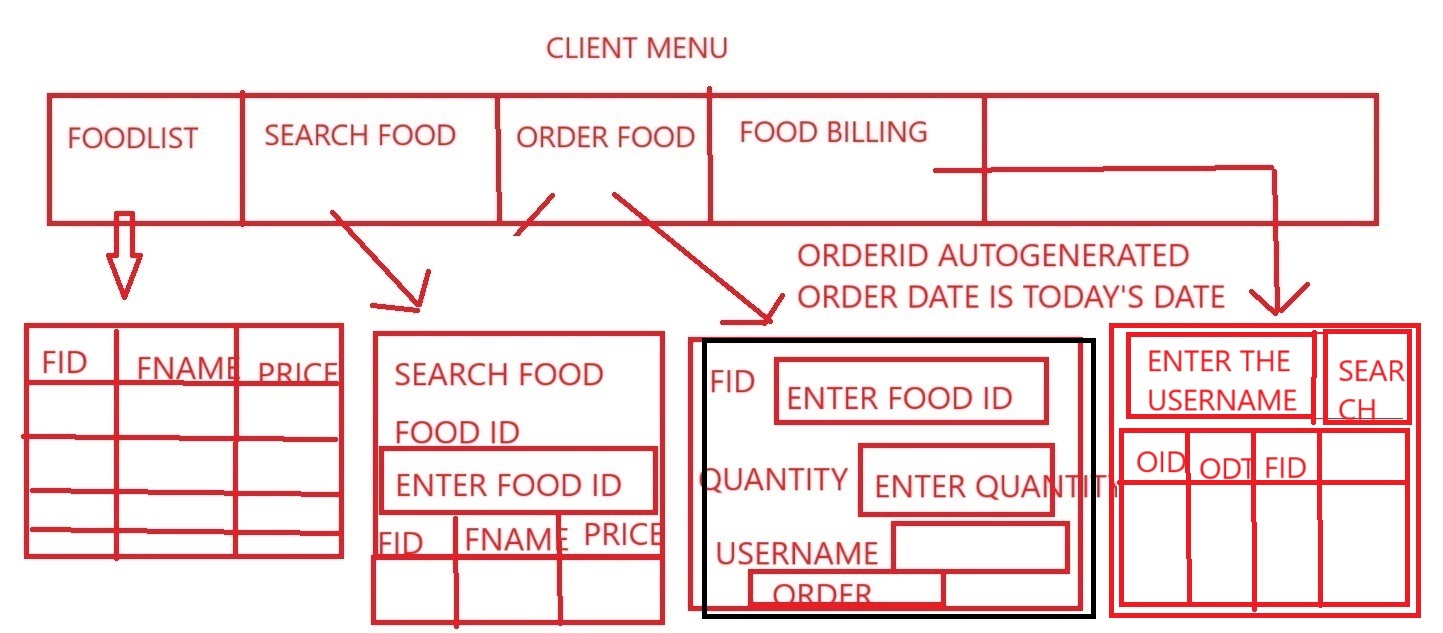 CLIENT MENU
FOODLIST
SEARCH FOOD
ORDER FOOD
FOOD BILLING
ORDERID AUTOGENERATED
ORDER DATE IS TODAY'S DATE
FID FNAME PRICE
SEARCH FOOD
FOOD ID
ENTER FOOD ID
FID FNAME PRICE
FID ENTER FOOD ID
QUANTITY ENTER QUANTITY
USERNAME
ORDER
ENTER THE
USERNAME
SEAR
CH
OID ODT FID